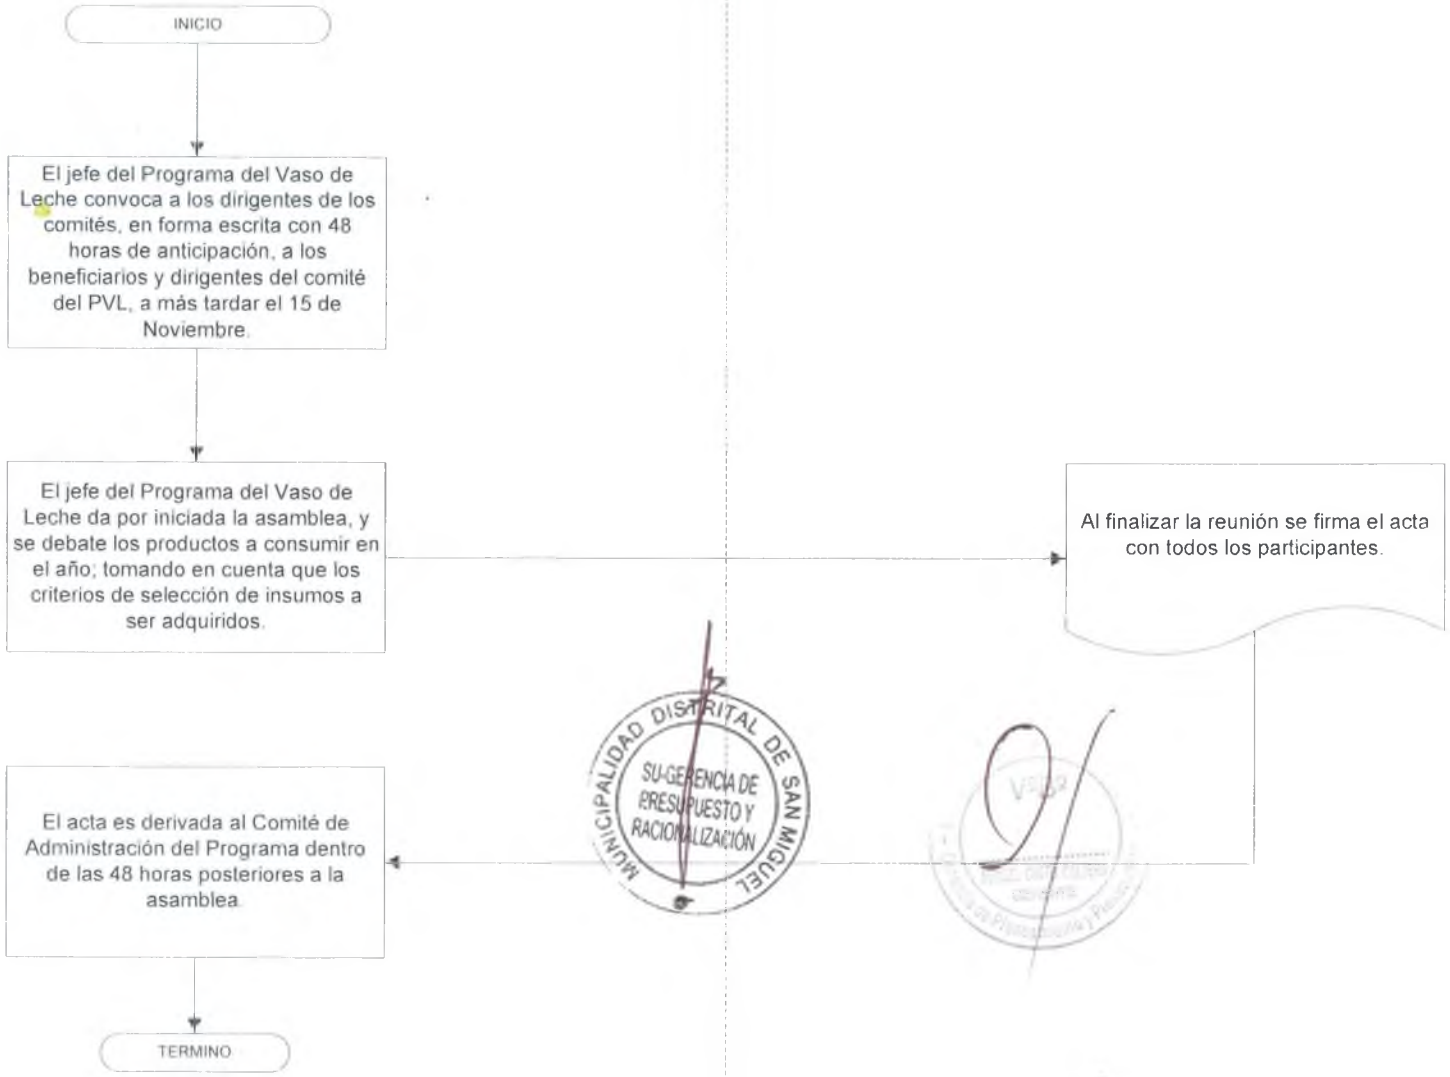 INICIO
El jefe del Programa del Vaso de
Leche convoca a los dirigentes de los
comités, en forma escrita con 48
horas de anticipación, a los
beneficiarios y dirigentes del comité
del PVL, a más tardar el 15 de
Noviembre.
El jefe del Programa del Vaso de
Leche da por iniciada la asamblea, y
se debate los productos a consumir en
el año; tomando en cuenta que los
criterios de selección de insumos a
ser adquiridos.
Al finalizar la reunión se firma el acta
con todos los participantes.
MUNICIPALIDAD DISTRITAL DE SAN MIGUEL
SU-GERENCIA DE
PRESUPUESTO Y
RACIONALIZACIÓN
VºBº
El acta es derivada al Comité de
Administración del Programa dentro
de las 48 horas posteriores a la
asamblea.
TERMINO